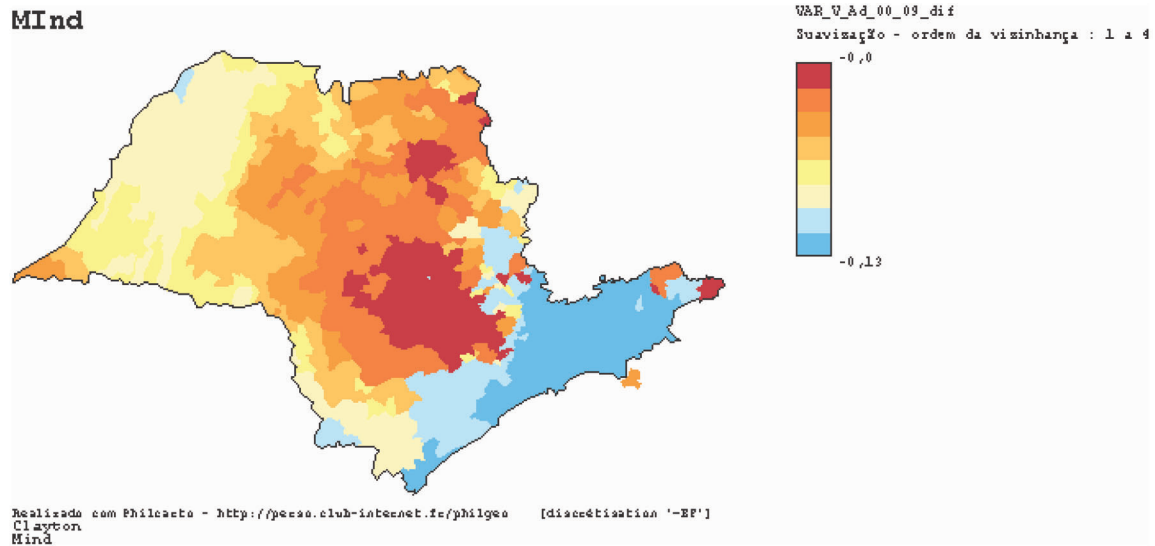 MInd
VAR_V_Ad_00_09_dif
Suavização - ordem da vizinhança : 1 a 4
-0,0
-0,13
Realizado com Philcarto - http://perso.club-internet.fr/philgeo [discrétisation '-EF']
Clayton
Mind